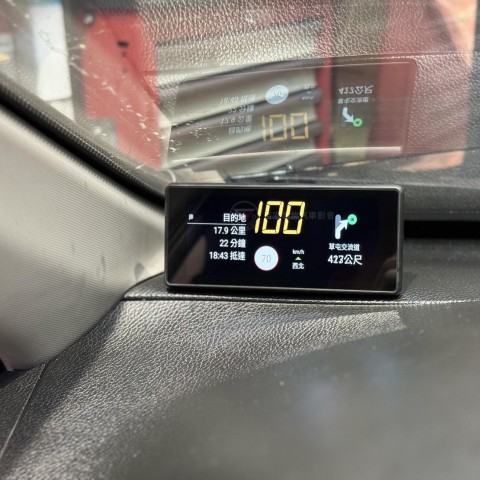 目的地
17.9 公里
22 分鐘
18:43 抵達
100
70
km/h
西北
草屯交流道
423公尺